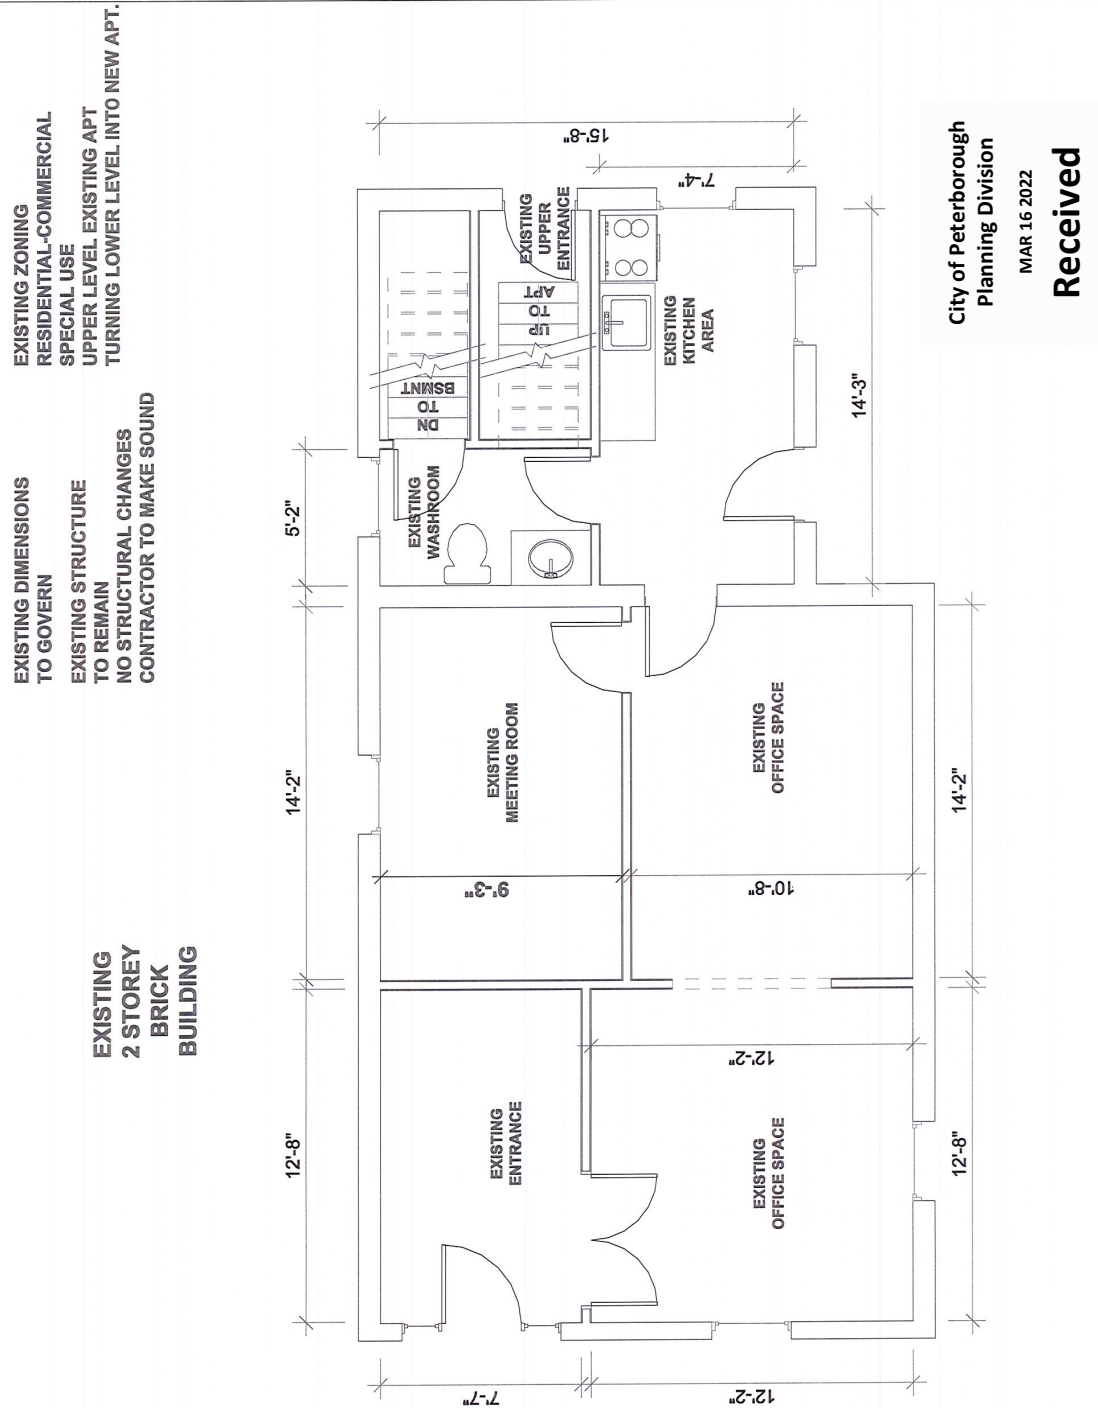 EXISTING ZONING
RESIDENTIAL-COMMERCIAL
SPECIAL USE
UPPER LEVEL EXISTING APT
TURNING LOWER LEVEL INTO NEW APT.
EXISTING DIMENSIONS
TO GOVERN
EXISTING STRUCTURE
TO REMAIN
NO STRUCTURAL CHANGES
CONTRACTOR TO MAKE SOUND
EXISTING
2 STOREY
BRICK
BUILDING
12'-8"
14'-2"
5'-2"
15'-8"
7'-4"
EXISTING
ENTRANCE
EXISTING
MEETING ROOM
EXISTING
WASHROOM
DN
TO
BSMNT
UP
TO
APT
EXISTING
UPPER
ENTRANCE
EXISTING
KITCHEN
AREA
9'-3"
10'-8"
12'-2"
EXISTING
OFFICE SPACE
EXISTING
OFFICE SPACE
7'-7"
12'-2"
12'-8"
14'-2"
14'-3"
City of Peterborough
Planning Division
MAR 16 2022
Received